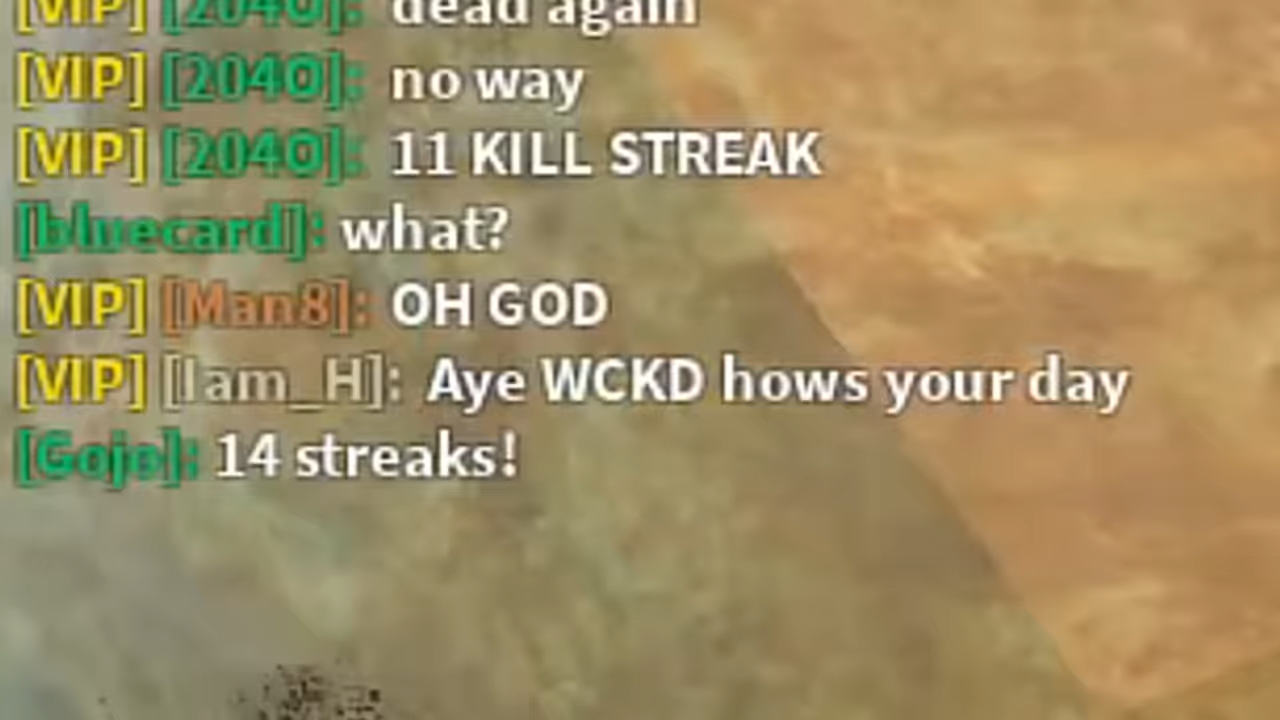 [VIP] [2040]: dead again
[VIP] [2040]: no way
[VIP] [2040]: 11 KILL STREAK
[bluecard]: what?
[VIP] [Man8]: OH GOD
[VIP] [Iam_H]: Aye WCKD hows your day
[Gojo]: 14 streaks!